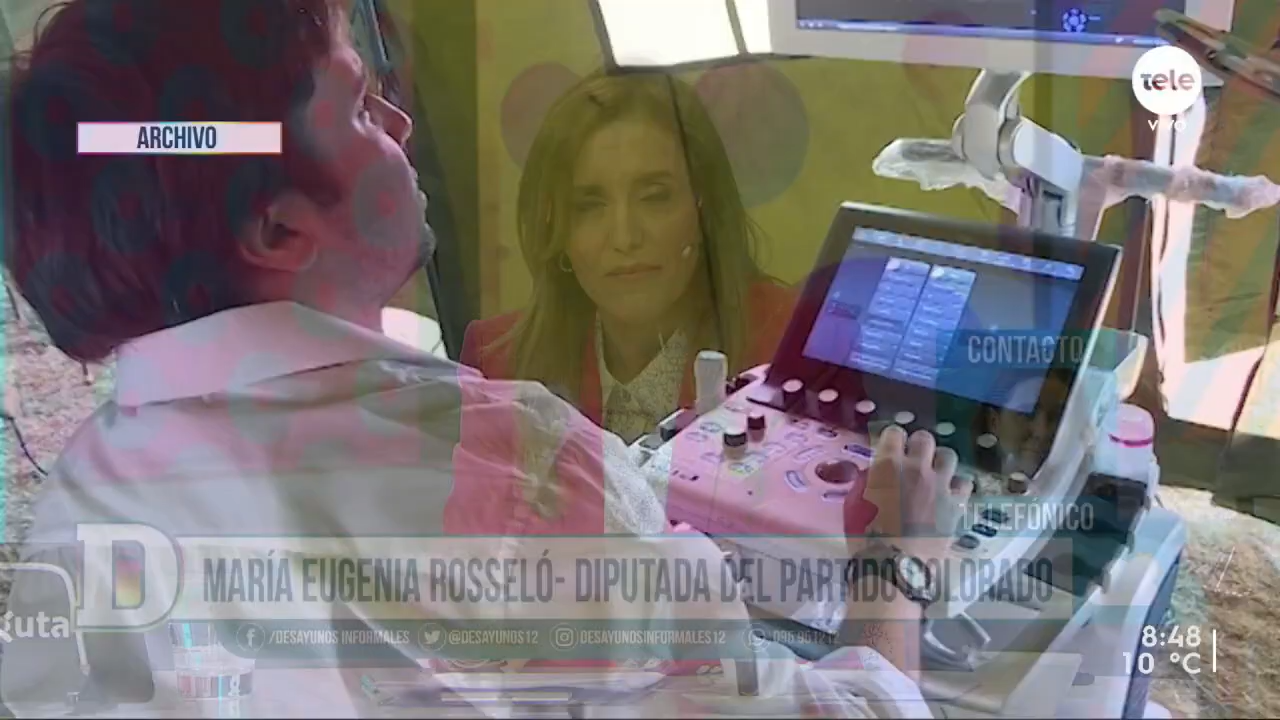 tele
VIVO
ARCHIVO
CONTACTO
TELEFÓNICO
D MARÍA EUGENIA ROSSELÓ- DIPUTADA DEL PARTIDO COLORADO
/DESAYUNOS INFORMALES @DESAYUNOS12 DESAYUNOSINFORMALES12
8:48
10 °C